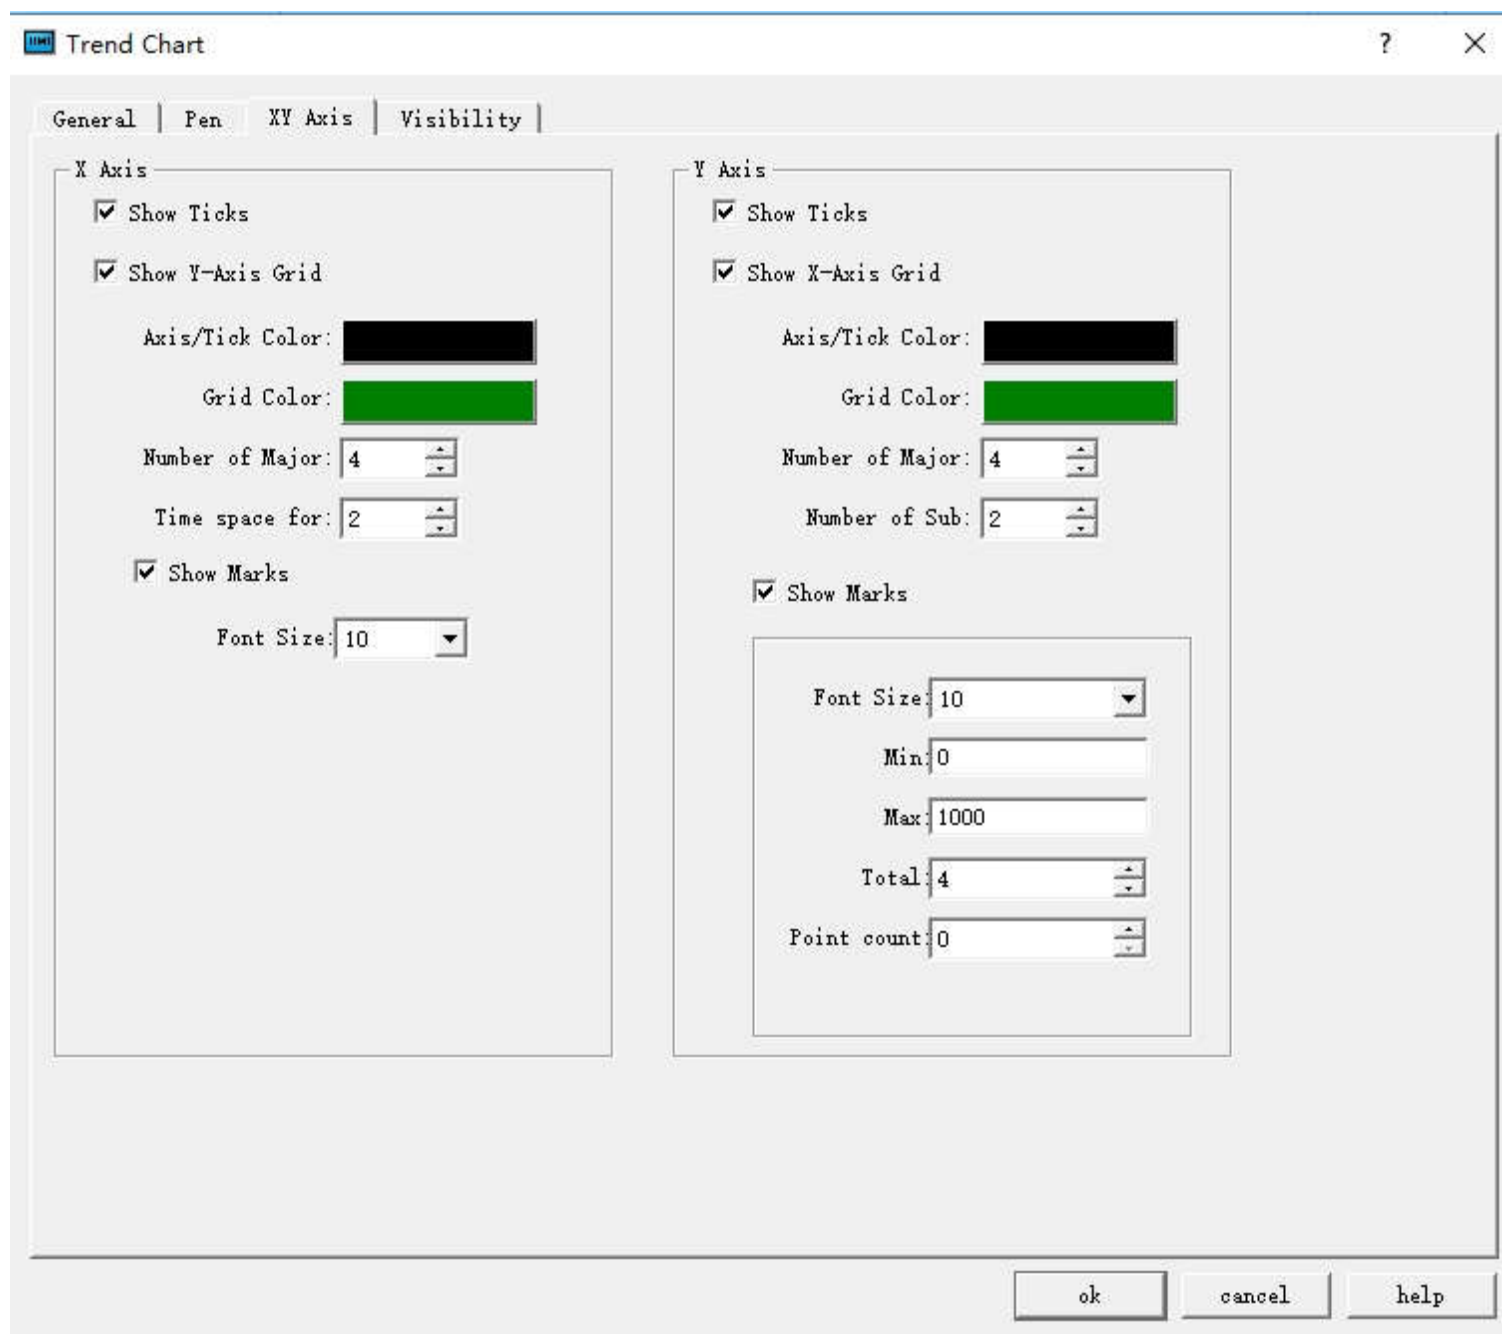 Trend Chart
?
General
Pen
XY Axis
Visibility
X Axis
Show Ticks
Show Y-Axis Grid
Axis/Tick Color:
Grid Color:
Number of Major: 4
Time space for: 2
Show Marks
Font Size: 10
Y Axis
Show Ticks
Show X-Axis Grid
Axis/Tick Color:
Grid Color:
Number of Major: 4
Number of Sub: 2
Show Marks
Font Size: 10
Min: 0
Max: 1000
Total: 4
Point count: 0
ok
cancel
help